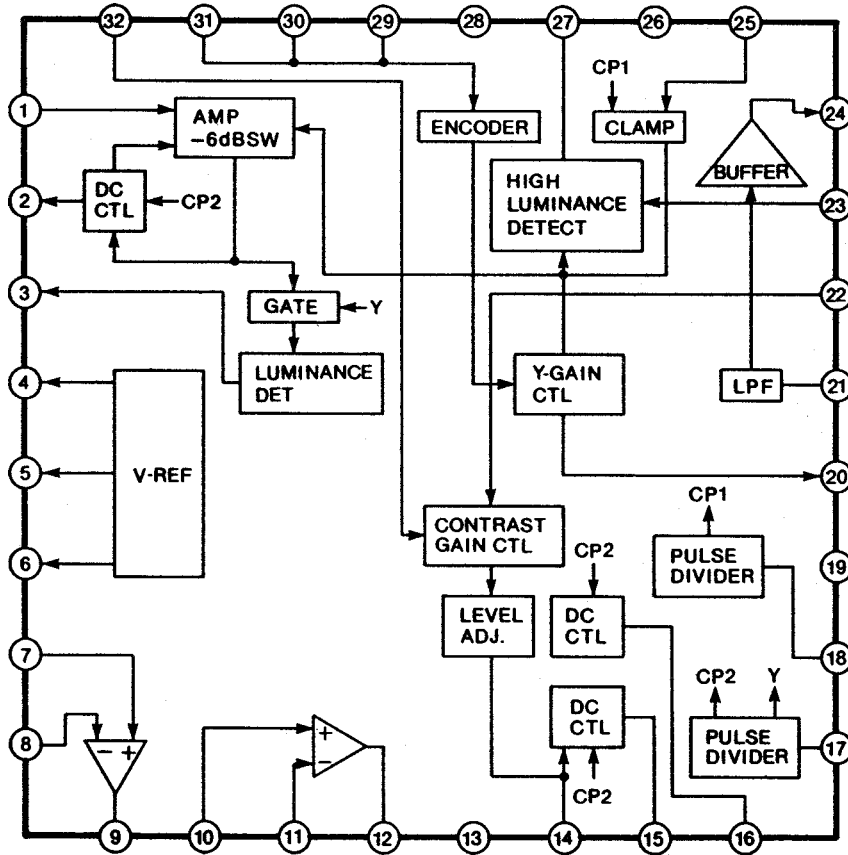 32 31 30 29 28 27 26 25
CP1
1
AMP
-6dBSW
ENCODER
CLAMP
24
BUFFER
2
DC
CTL
CP2
HIGH
LUMINANCE
DETECT
23
3
GATE
Y
22
4
LUMINANCE
DET
Y-GAIN
CTL
LPF
21
5
V-REF
20
CP1
CONTRAST
GAIN CTL
6
CP2
PULSE
DIVIDER
19
LEVEL
ADJ.
DC
CTL
7
18
CP2 Y
8
- +
+
-
DC
CTL
PULSE
DIVIDER
17
CP2
9 10 11 12 13 14 15 16